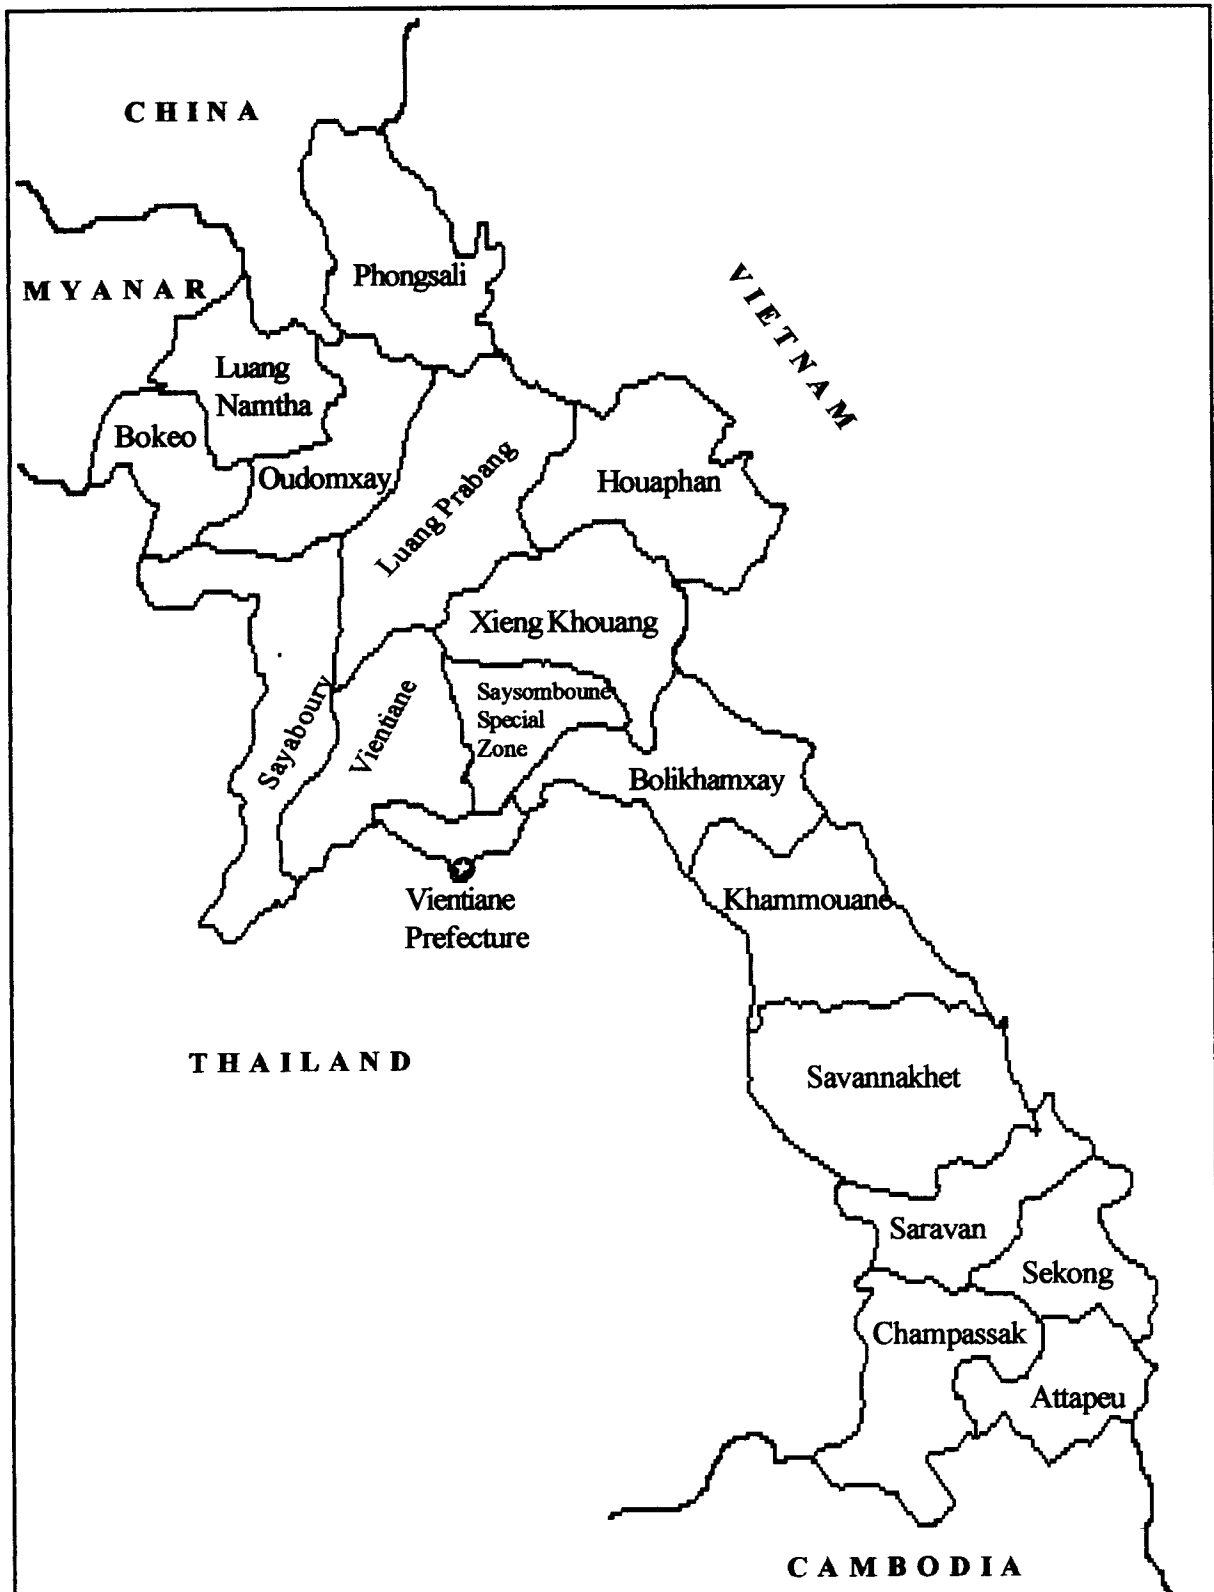 CHINA
MYANAR
VIETNAM
Phongsali
Luang
Namtha
Bokeo
Oudomxay
Luang Prabang
Houaphan
Xieng Khouang
Sayaboury
Vientiane
Saysomboune
Special
Zone
Bolikhamxay
Vientiane
Prefecture
Khammouane
THAILAND
Savannakhet
Saravan
Sekong
Champassak
Attapeu
CAMBODIA